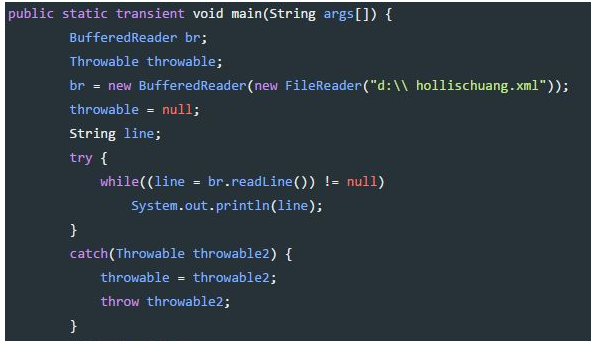 public static transient void main(String args[]) {
BufferedReader br;
Throwable throwable;
br = new BufferedReader(new FileReader("d:\\ hollischuang.xml"));
throwable = null;
String line;
try {
while((line = br.readLine()) != null)
System.out.println(line);
}
catch(Throwable throwable2) {
throwable = throwable2;
throw throwable2;
}